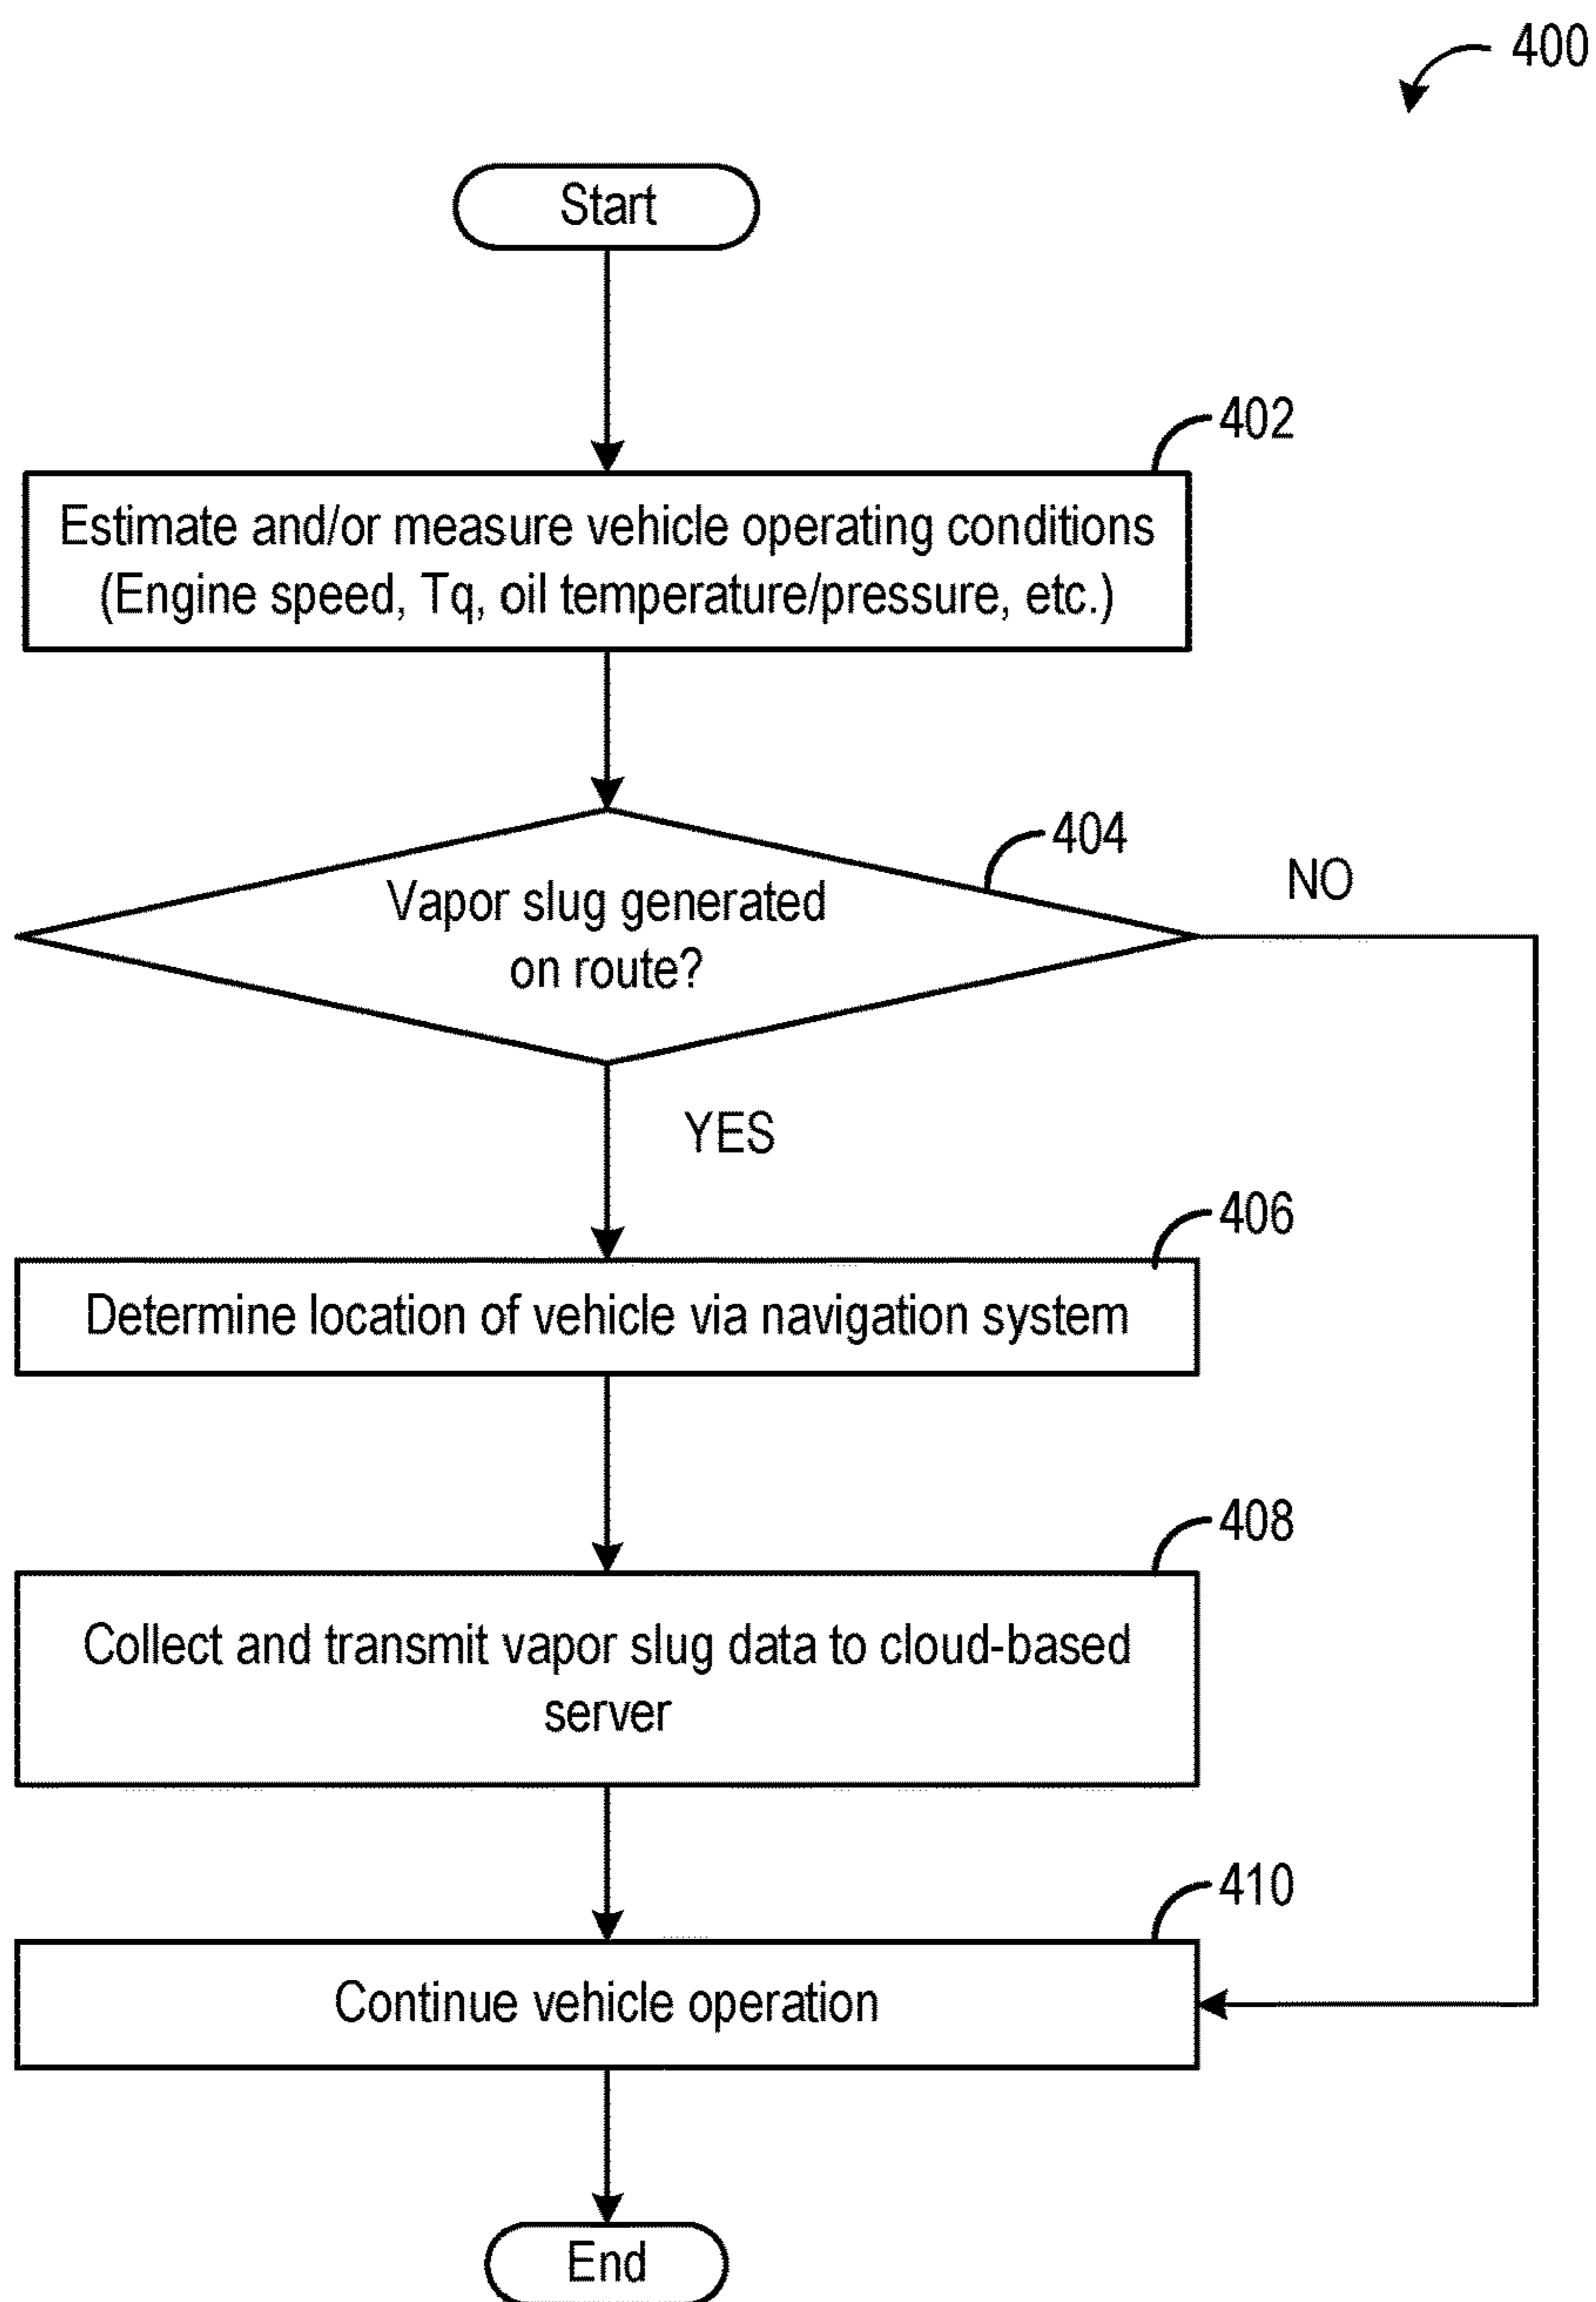 400
Start
402
Estimate and/or measure vehicle operating conditions
(Engine speed, Tq, oil temperature/pressure, etc.)
404
NO
Vapor slug generated
on route?
YES
406
Determine location of vehicle via navigation system
408
Collect and transmit vapor slug data to cloud-based
server
410
Continue vehicle operation
End